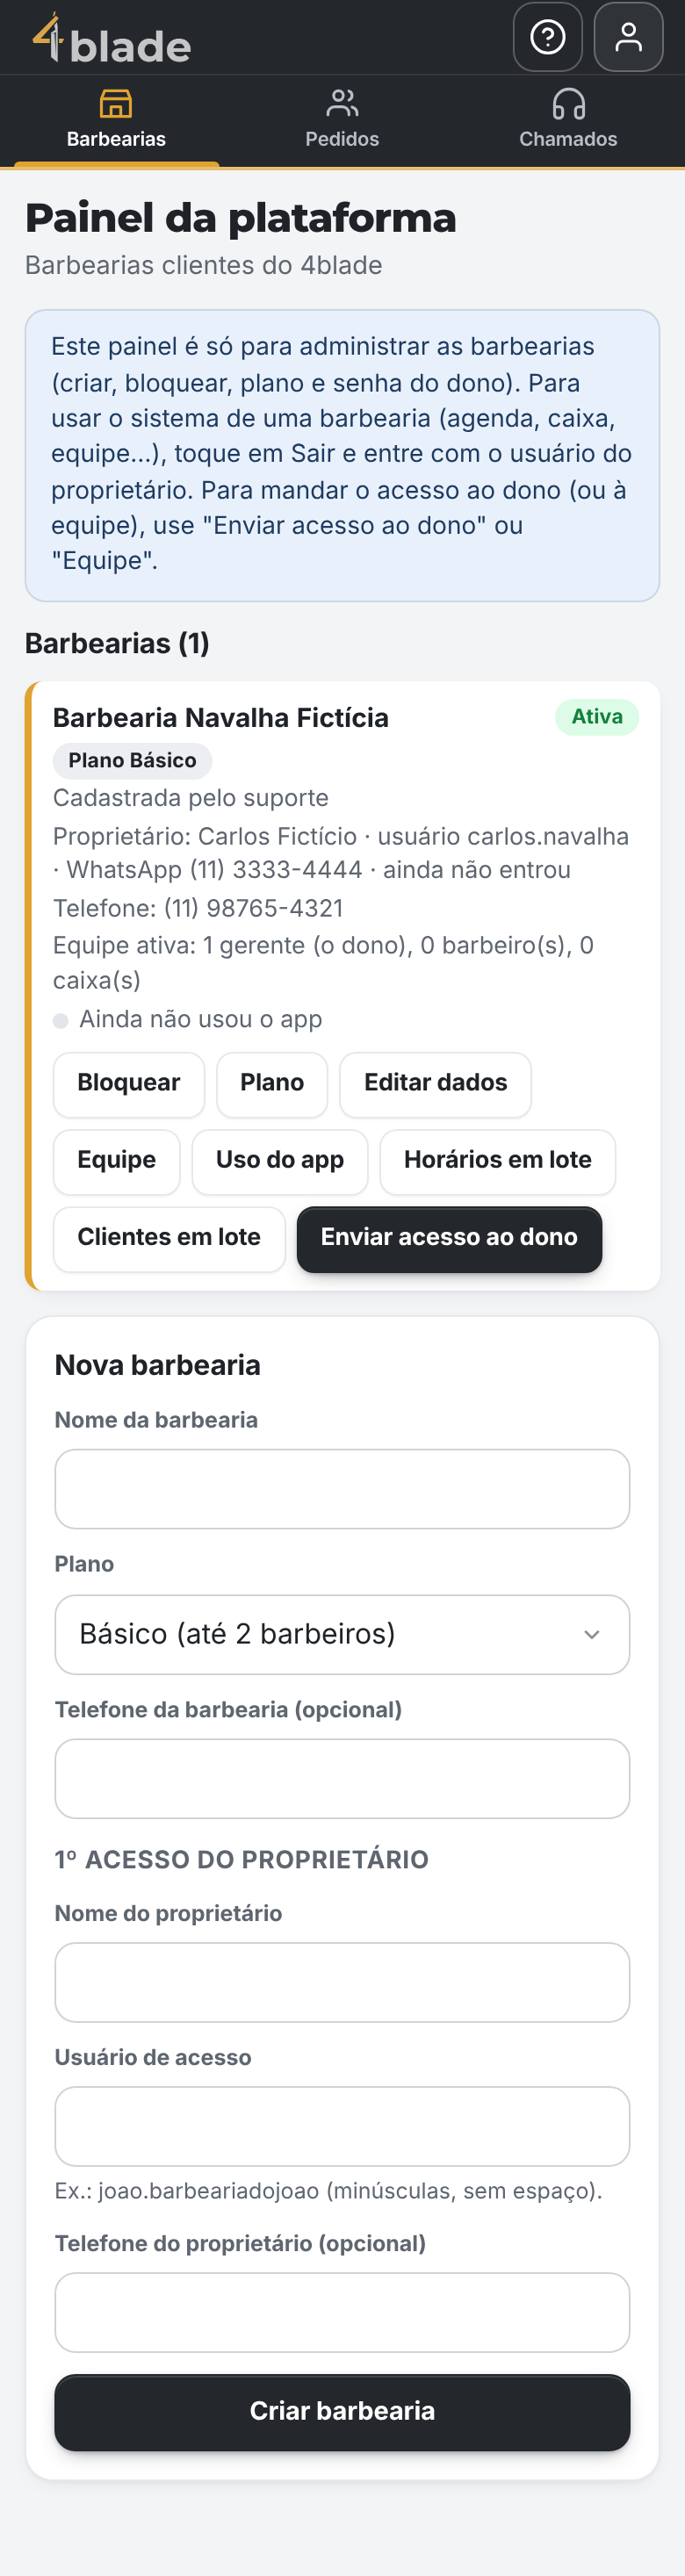 4blade
Barbearias
Pedidos
Chamados
Painel da plataforma
Barbearias clientes do 4blade
Este painel é só para administrar as barbearias
(criar, bloquear, plano e senha do dono). Para
usar o sistema de uma barbearia (agenda, caixa,
equipe...), toque em Sair e entre com o usuário do
proprietário. Para mandar o acesso ao dono (ou à
equipe), use "Enviar acesso ao dono" ou
"Equipe".
Barbearias (1)
Barbearia Navalha Fictícia
Ativa
Plano Básico
Cadastrada pelo suporte
Proprietário: Carlos Fictício · usuário carlos.navalha
· WhatsApp (11) 3333-4444 · ainda não entrou
Telefone: (11) 98765-4321
Equipe ativa: 1 gerente (o dono), 0 barbeiro(s), 0
caixa(s)
Ainda não usou o app
Bloquear
Plano
Editar dados
Equipe
Uso do app
Horários em lote
Clientes em lote
Enviar acesso ao dono
Nova barbearia
Nome da barbearia
Plano
Básico (até 2 barbeiros)
Telefone da barbearia (opcional)
1º ACESSO DO PROPRIETÁRIO
Nome do proprietário
Usuário de acesso
Ex.: joao.barbeariadojoao (minúsculas, sem espaço).
Telefone do proprietário (opcional)
Criar barbearia